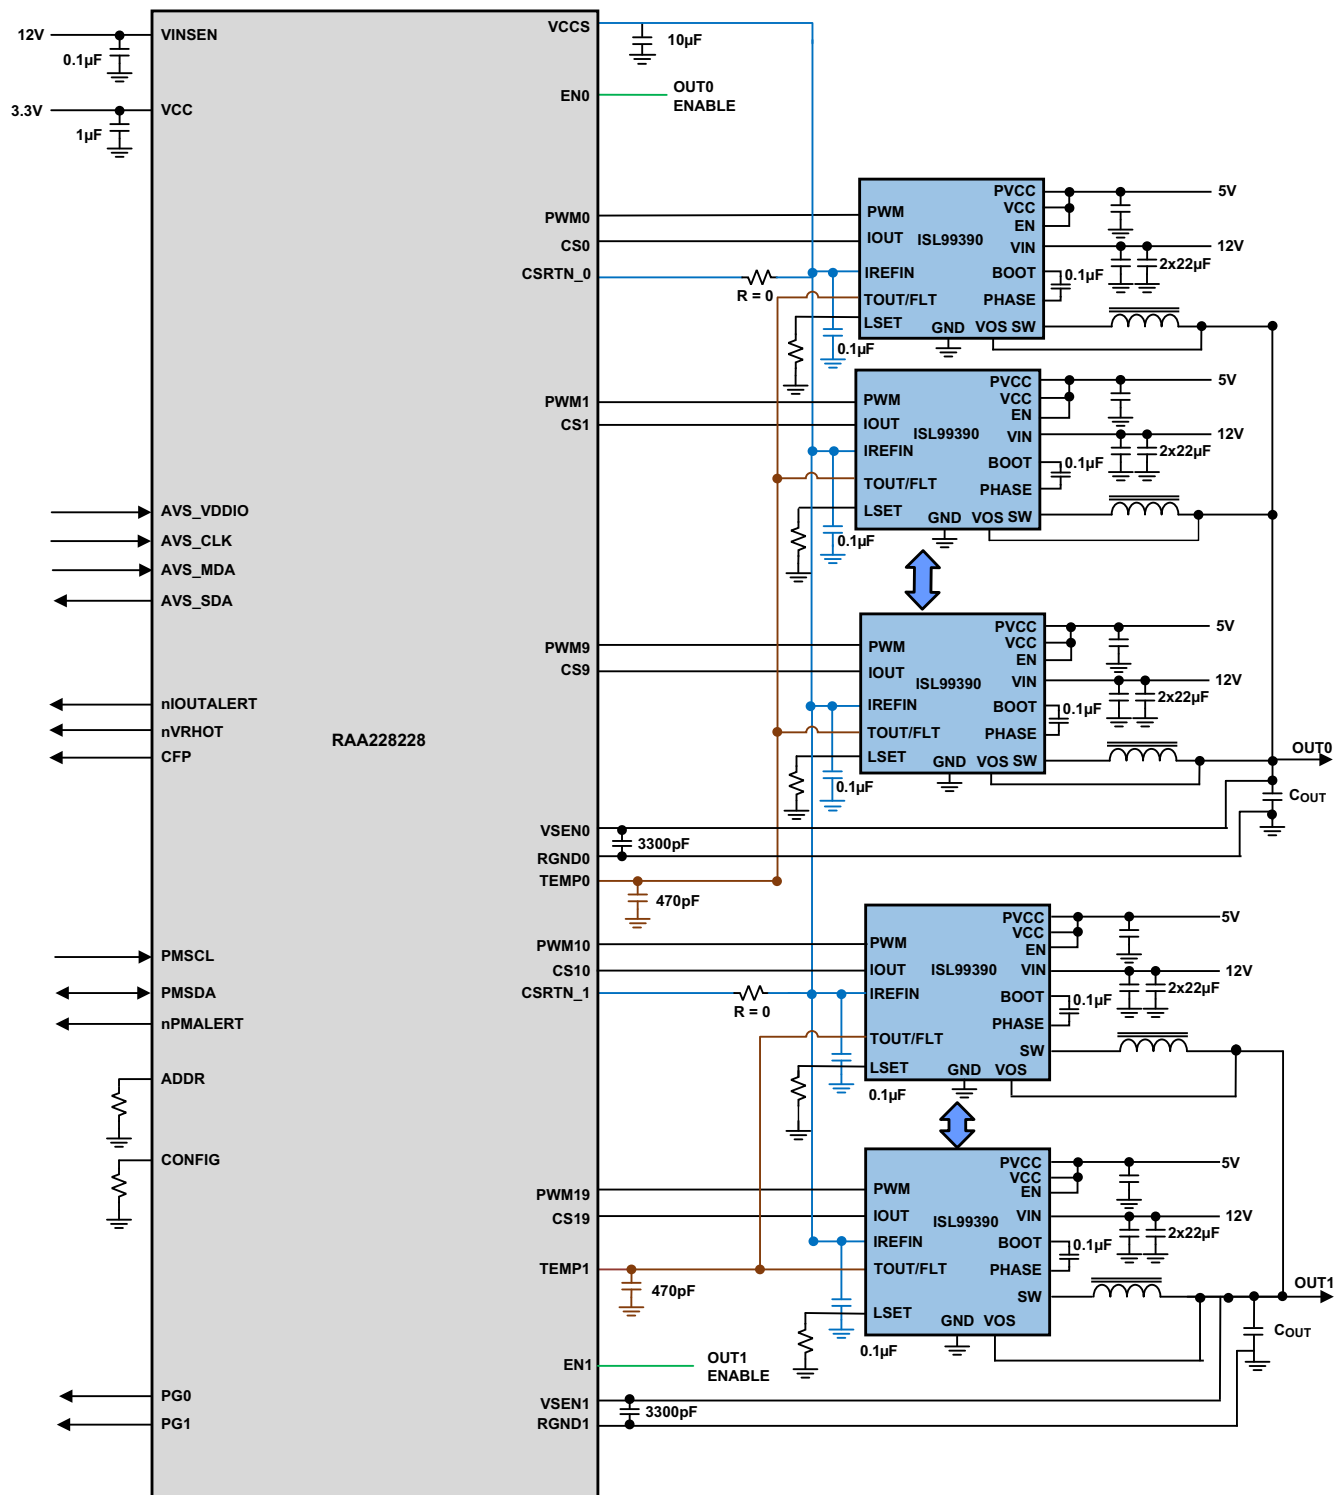 12V
0.1µF
VINSEN
3.3V
1µF
VCC
AVS_VDDIO
AVS_CLK
AVS_MDA
AVS_SDA
nIOUTALERT
nVRHOT
CFP
RAA228228
PMSCL
PMSDA
nPMALERT
ADDR
CONFIG
PG0
PG1
VCCS
10µF
EN0
OUT0
ENABLE
PWM0
CS0
CSRTN_0
R = 0
PWM1
CS1
PWM9
CS9
VSEN0
3300pF
RGND0
TEMP0
470pF
PWM10
CS10
CSRTN_1
R = 0
PWM19
CS19
TEMP1
470pF
EN1
OUT1
ENABLE
VSEN1
3300pF
RGND1
PWM
IOUT
IREFIN
TOUT/FLT
LSET
ISL99390
GND
VOS SW
PVCC
VCC
EN
VIN
BOOT
PHASE
5V
12V
2x22µF
0.1µF
0.1µF
PWM
IOUT
IREFIN
TOUT/FLT
LSET
ISL99390
GND
VOS SW
PVCC
VCC
EN
VIN
BOOT
PHASE
5V
12V
2x22µF
0.1µF
0.1µF
PWM
IOUT
IREFIN
TOUT/FLT
LSET
ISL99390
GND
VOS SW
PVCC
VCC
EN
VIN
BOOT
PHASE
5V
12V
2x22µF
0.1µF
0.1µF
OUT0
COUT
PWM
IOUT
IREFIN
TOUT/FLT
LSET
ISL99390
GND
VOS
PVCC
VCC
EN
VIN
BOOT
PHASE
SW
5V
12V
2x22µF
0.1µF
0.1µF
PWM
IOUT
IREFIN
TOUT/FLT
LSET
ISL99390
GND
VOS
PVCC
VCC
EN
VIN
BOOT
PHASE
SW
5V
12V
2x22µF
0.1µF
0.1µF
OUT1
COUT